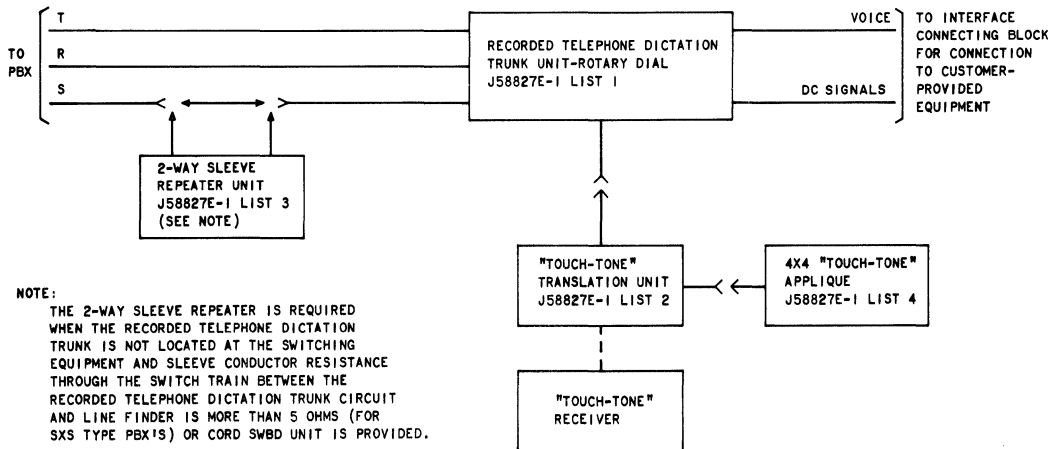 TO
PBX
T
R
S
RECORDED TELEPHONE DICTATION
TRUNK UNIT-ROTARY DIAL
J58827E-1 LIST 1
VOICE
DC SIGNALS
TO INTERFACE
CONNECTING BLOCK
FOR CONNECTION
TO CUSTOMER-
PROVIDED
EQUIPMENT
2-WAY SLEEVE
REPEATER UNIT
J58827E-1 LIST 3
(SEE NOTE)
"TOUCH-TONE"
TRANSLATION UNIT
J58827E-1 LIST 2
4X4 "TOUCH-TONE"
APPLIQUE
J58827E-1 LIST 4
"TOUCH-TONE"
RECEIVER
NOTE:
THE 2-WAY SLEEVE REPEATER IS REQUIRED
WHEN THE RECORDED TELEPHONE DICTATION
TRUNK IS NOT LOCATED AT THE SWITCHING
EQUIPMENT AND SLEEVE CONDUCTOR RESISTANCE
THROUGH THE SWITCH TRAIN BETWEEN THE
RECORDED TELEPHONE DICTATION TRUNK CIRCUIT
AND LINE FINDER IS MORE THAN 5 OHMS (FOR
SXS TYPE PBX'S) OR CORD SWBD UNIT IS PROVIDED.